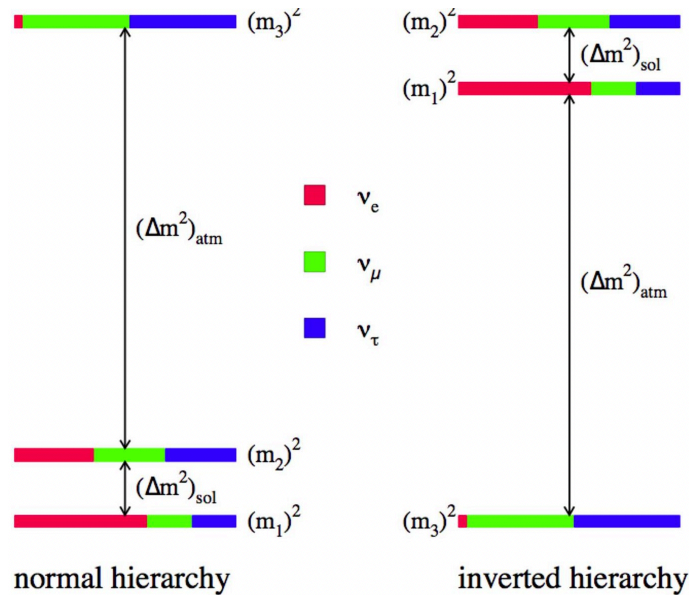 (m₃)²
(m₂)²
(Δm²)sol
(m₁)²
νe
(Δm²)atm
νμ
(Δm²)atm
ντ
(m₂)²
(Δm²)sol
(m₁)²
(m₃)²
normal hierarchy
inverted hierarchy